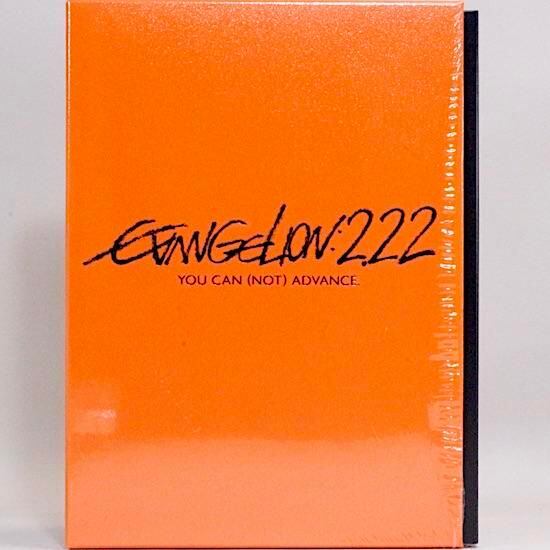 EVANGELION:2.22
YOU CAN (NOT) ADVANCE.